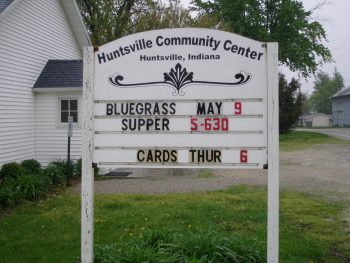 Huntsville Community Center
Huntsville, Indiana
BLUEGRASS MAY 9
SUPPER 5-630
CARDS THUR 6